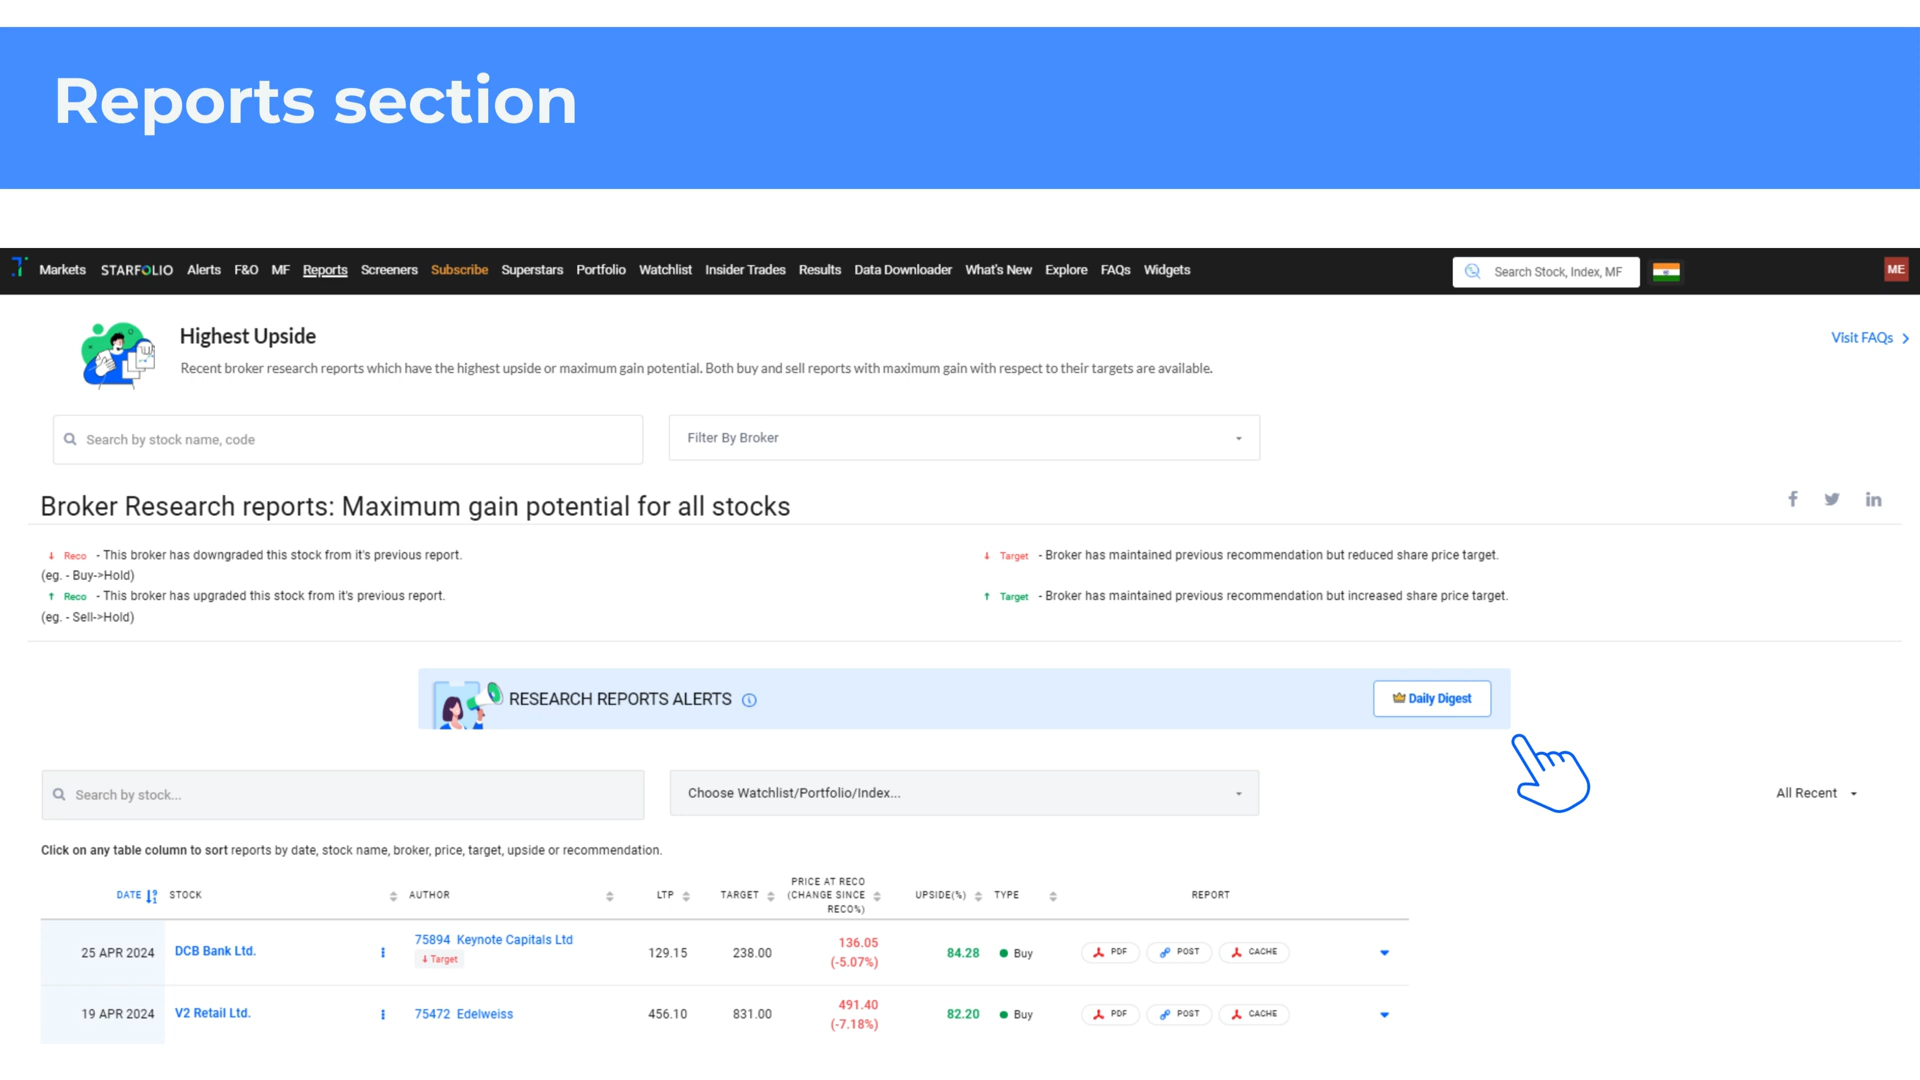 Reports section
Markets STARFOLIO Alerts F&O MF Reports Screeners Subscribe Superstars Portfolio Watchlist Insider Trades Results Data Downloader What's New Explore FAQs Widgets Search Stock, Index, MF ME
Highest Upside
Visit FAQs
Recent broker research reports which have the highest upside or maximum gain potential. Both buy and sell reports with maximum gain with respect to their targets are available.
Search by stock name, code Filter By Broker
Broker Research reports: Maximum gain potential for all stocks
↓ Reco - This broker has downgraded this stock from it's previous report.
(eg. - Buy->Hold)
↑ Reco - This broker has upgraded this stock from it's previous report.
(eg. - Sell->Hold)
↓ Target - Broker has maintained previous recommendation but reduced share price target.
↑ Target - Broker has maintained previous recommendation but increased share price target.
RESEARCH REPORTS ALERTS Daily Digest
Search by stock... Choose Watchlist/Portfolio/Index... All Recent
Click on any table column to sort reports by date, stock name, broker, price, target, upside or recommendation.
DATE STOCK AUTHOR LTP TARGET PRICE AT RECO (CHANGE SINCE RECO%) UPSIDE(%) TYPE REPORT
25 APR 2024 DCB Bank Ltd. 75894 Keynote Capitals Ltd ↓ Target 129.15 238.00 136.05 (-5.07%) 84.28 Buy PDF POST CACHE
19 APR 2024 V2 Retail Ltd. 75472 Edelweiss 456.10 831.00 491.40 (-7.18%) 82.20 Buy PDF POST CACHE